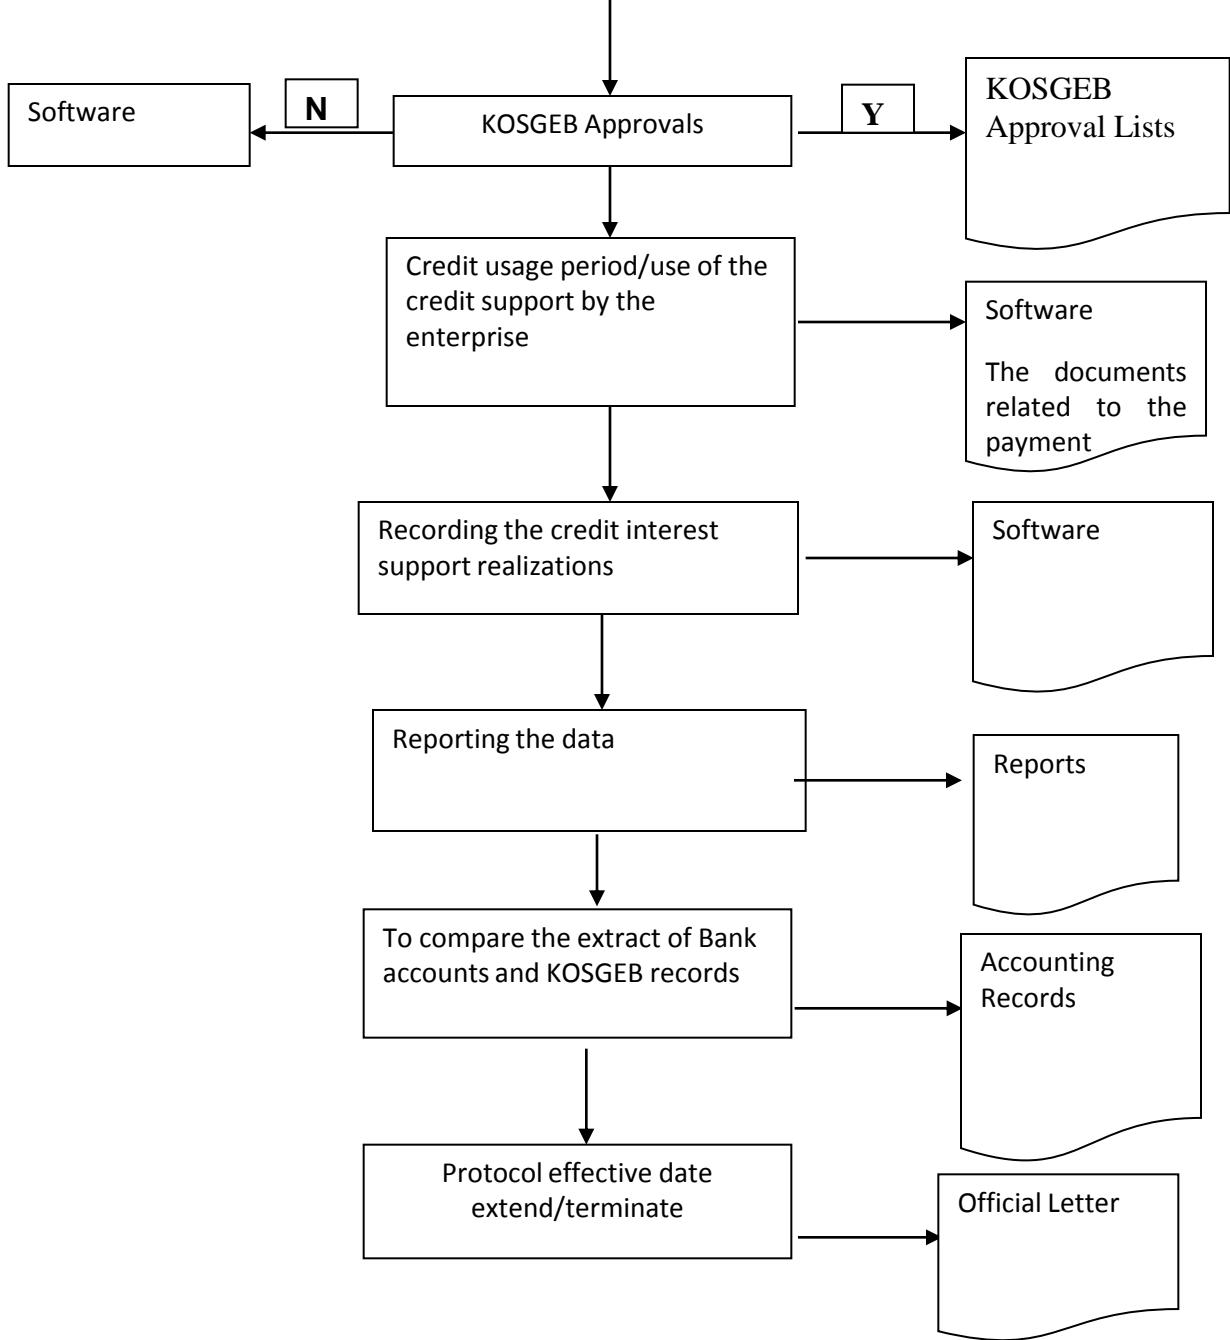 Software
N
KOSGEB Approvals
Y
KOSGEB
Approval Lists
Credit usage period/use of the
credit support by the
enterprise
Software
The documents
related to the
payment
Recording the credit interest
support realizations
Software
Reporting the data
Reports
To compare the extract of Bank
accounts and KOSGEB records
Accounting
Records
Protocol effective date
extend/terminate
Official Letter